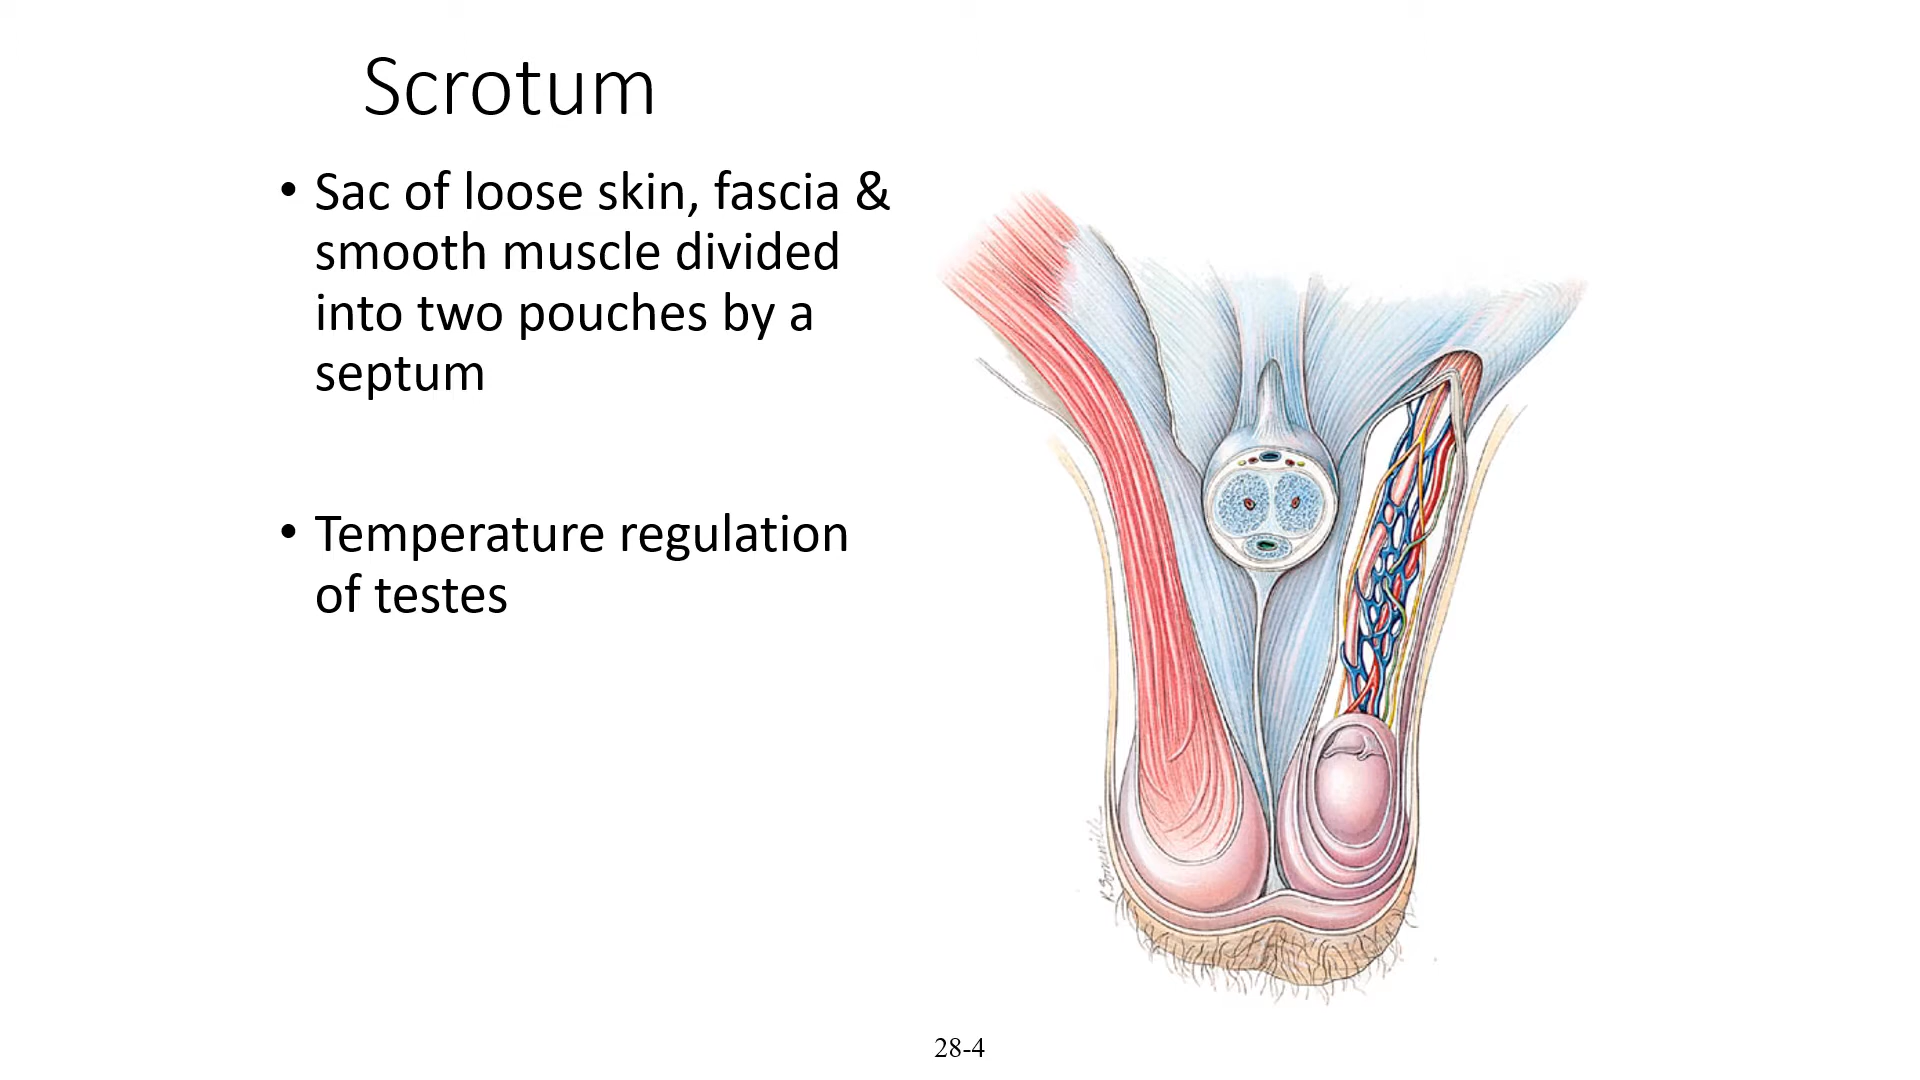 Scrotum
• Sac of loose skin, fascia &
smooth muscle divided
into two pouches by a
septum
• Temperature regulation
of testes
28-4